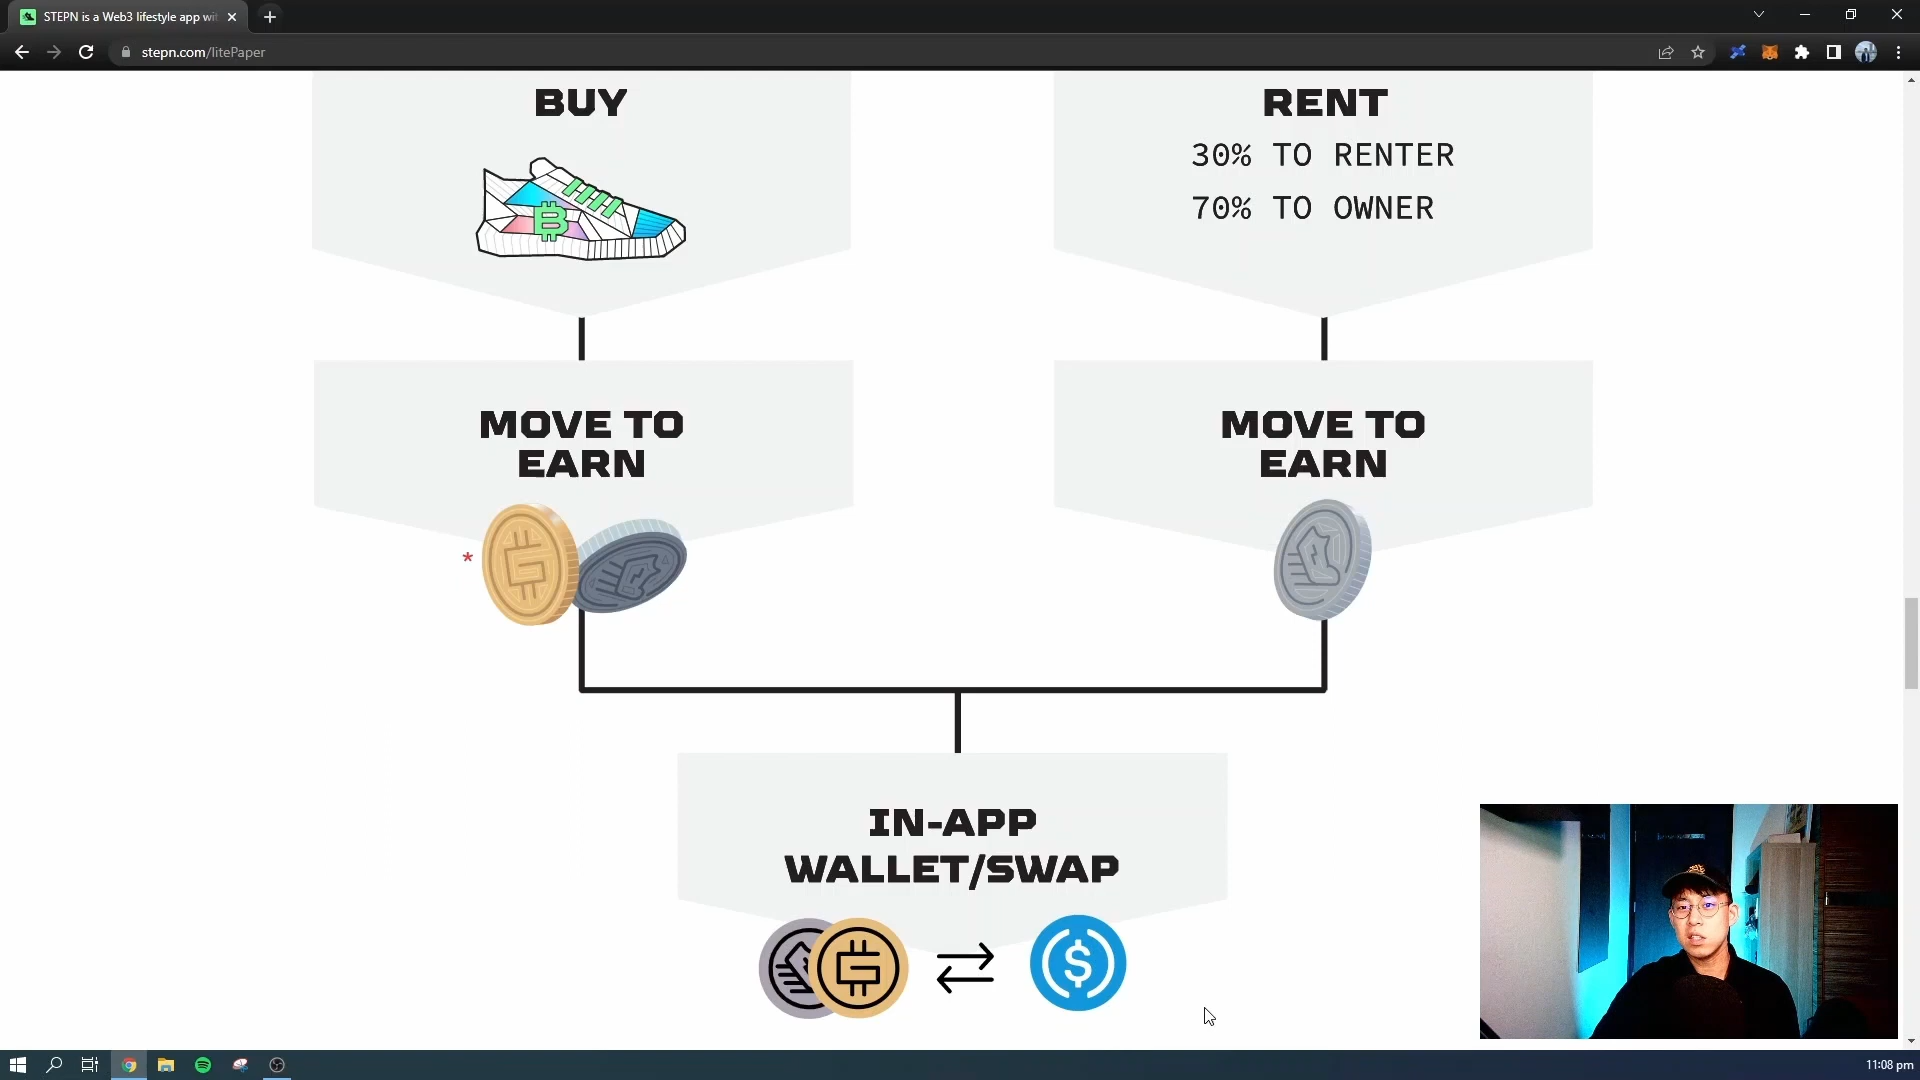 STEPN is a Web3 lifestyle app wit
stepn.com/litePaper
BUY
RENT
30% TO RENTER
70% TO OWNER
MOVE TO
EARN
MOVE TO
EARN
*
IN-APP
WALLET/SWAP
11:08 pm